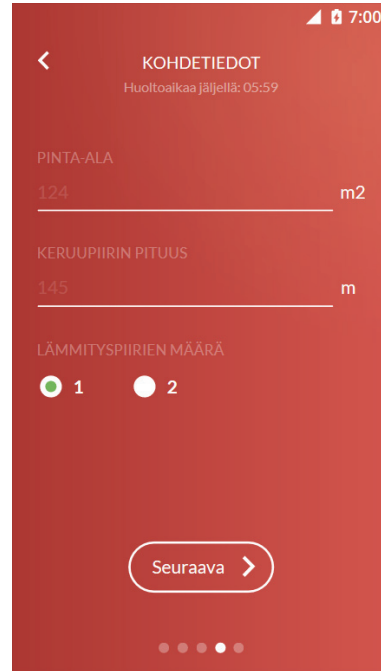 7:00
KOHDETIEDOT
Huoltoaikaa jäljellä: 05:59
PINTA-ALA
124 m2
KERUUPIIRIN PITUUS
145 m
LÄMMITYSPIIRIEN MÄÄRÄ
1 2
Seuraava